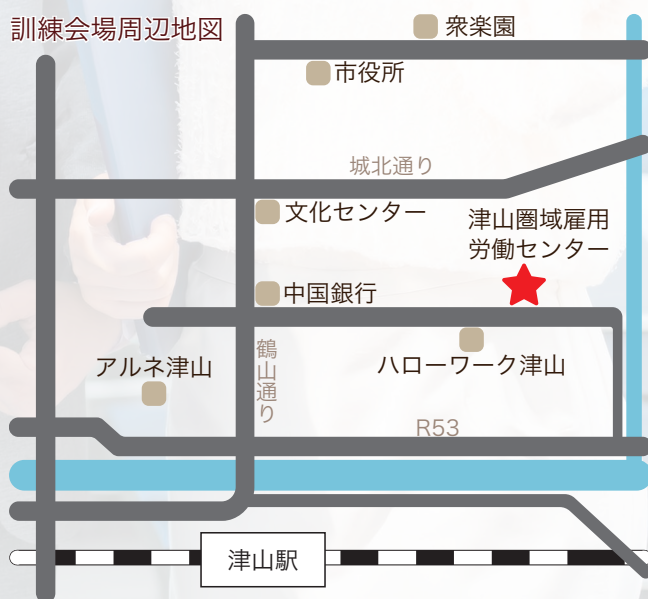 訓練会場周辺地図
衆楽園
市役所
城北通り
文化センター
津山圏域雇用
労働センター
中国銀行
鶴山通り
アルネ津山
ハローワーク津山
R53
津山駅